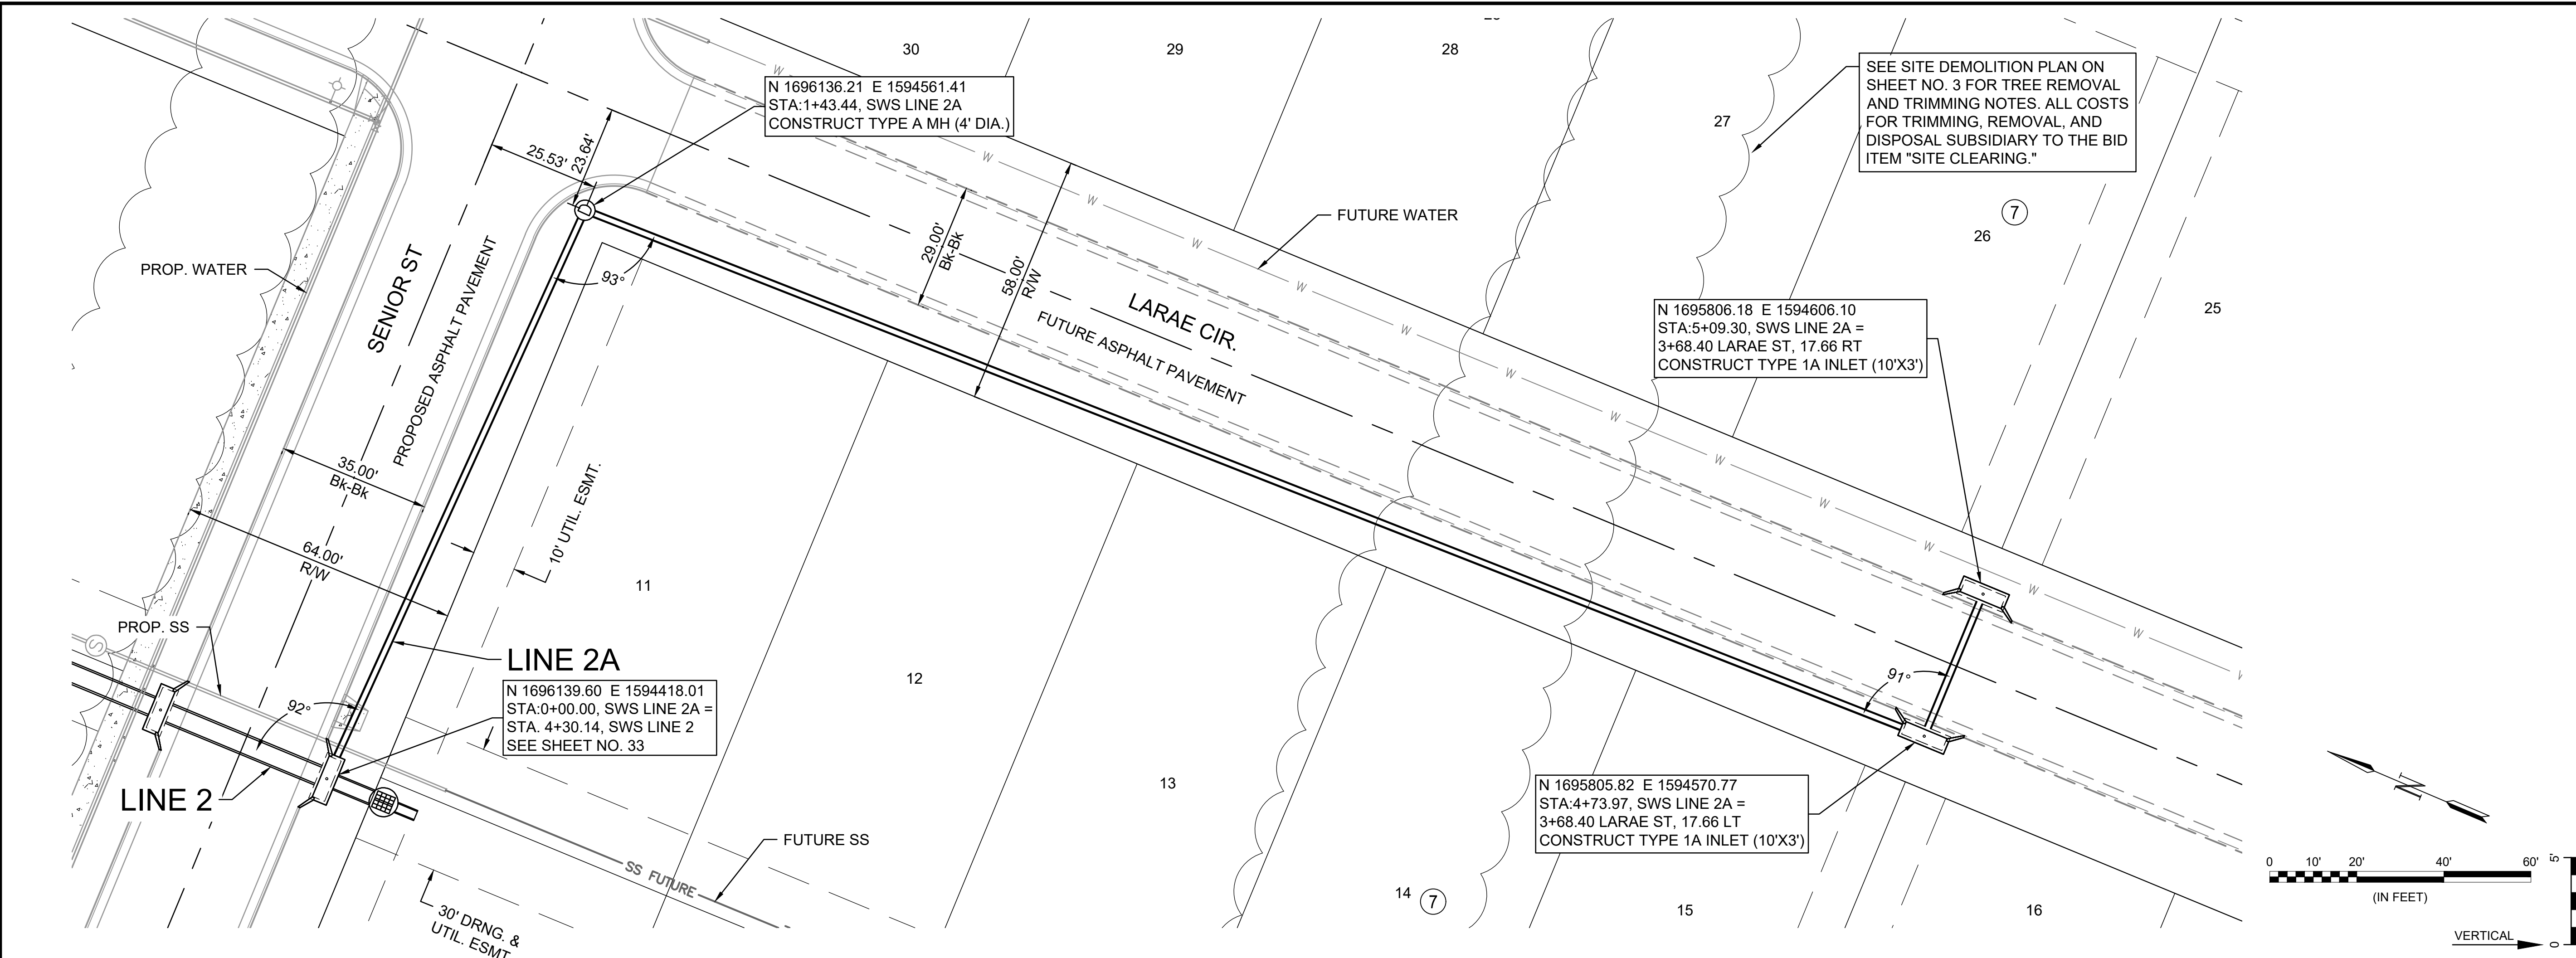 30
29
28
27
26
25
7
N 1696136.21  E 1594561.41
STA:1+43.44, SWS LINE 2A
CONSTRUCT TYPE A MH (4' DIA.)
SEE SITE DEMOLITION PLAN ON
SHEET NO. 3 FOR TREE REMOVAL
AND TRIMMING NOTES. ALL COSTS
FOR TRIMMING, REMOVAL, AND
DISPOSAL SUBSIDIARY TO THE BID
ITEM "SITE CLEARING."
25.53'
23.64'
W
W
W
W
W
W
W
W
W
W
W
W
W
FUTURE WATER
PROP. WATER
SENIOR ST
PROPOSED ASPHALT PAVEMENT
93°
29.00'
Bk-Bk
58.00'
R/W
LARAE CIR.
FUTURE ASPHALT PAVEMENT
N 1695806.18  E 1594606.10
STA:5+09.30, SWS LINE 2A =
3+68.40 LARAE ST, 17.66 RT
CONSTRUCT TYPE 1A INLET (10'X3')
35.00'
Bk-Bk
64.00'
R/W
10' UTIL. ESMT.
11
12
13
14
7
15
16
PROP. SS
S
LINE 2A
N 1696139.60  E 1594418.01
STA:0+00.00, SWS LINE 2A =
STA. 4+30.14, SWS LINE 2
SEE SHEET NO. 33
92°
LINE 2
91°
N 1695805.82  E 1594570.77
STA:4+73.97, SWS LINE 2A =
3+68.40 LARAE ST, 17.66 LT
CONSTRUCT TYPE 1A INLET (10'X3')
FUTURE SS
SS FUTURE
30' DRNG. &
UTIL. ESMT
N
0 10' 20' 40' 60'
(IN FEET)
5'
VERTICAL
0